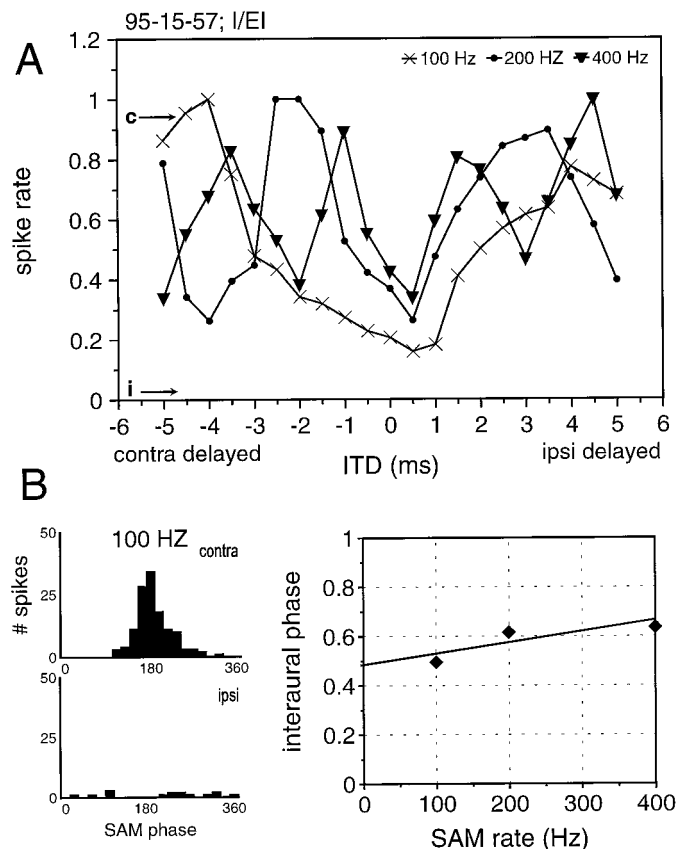 95-15-57; I/EI
A
100 Hz 200 HZ 400 Hz
1.2
1
0.8
0.6
0.4
0.2
0
spike rate
c
i
-6 -5 -4 -3 -2 -1 0 1 2 3 4 5 6
contra delayed ITD (ms) ipsi delayed
B
100 HZ contra
50
25
0
# spikes
0 180 360
ipsi
50
25
0
0 180 360
SAM phase
1
0.8
0.6
0.4
0.2
0
interaural phase
0 100 200 300 400
SAM rate (Hz)